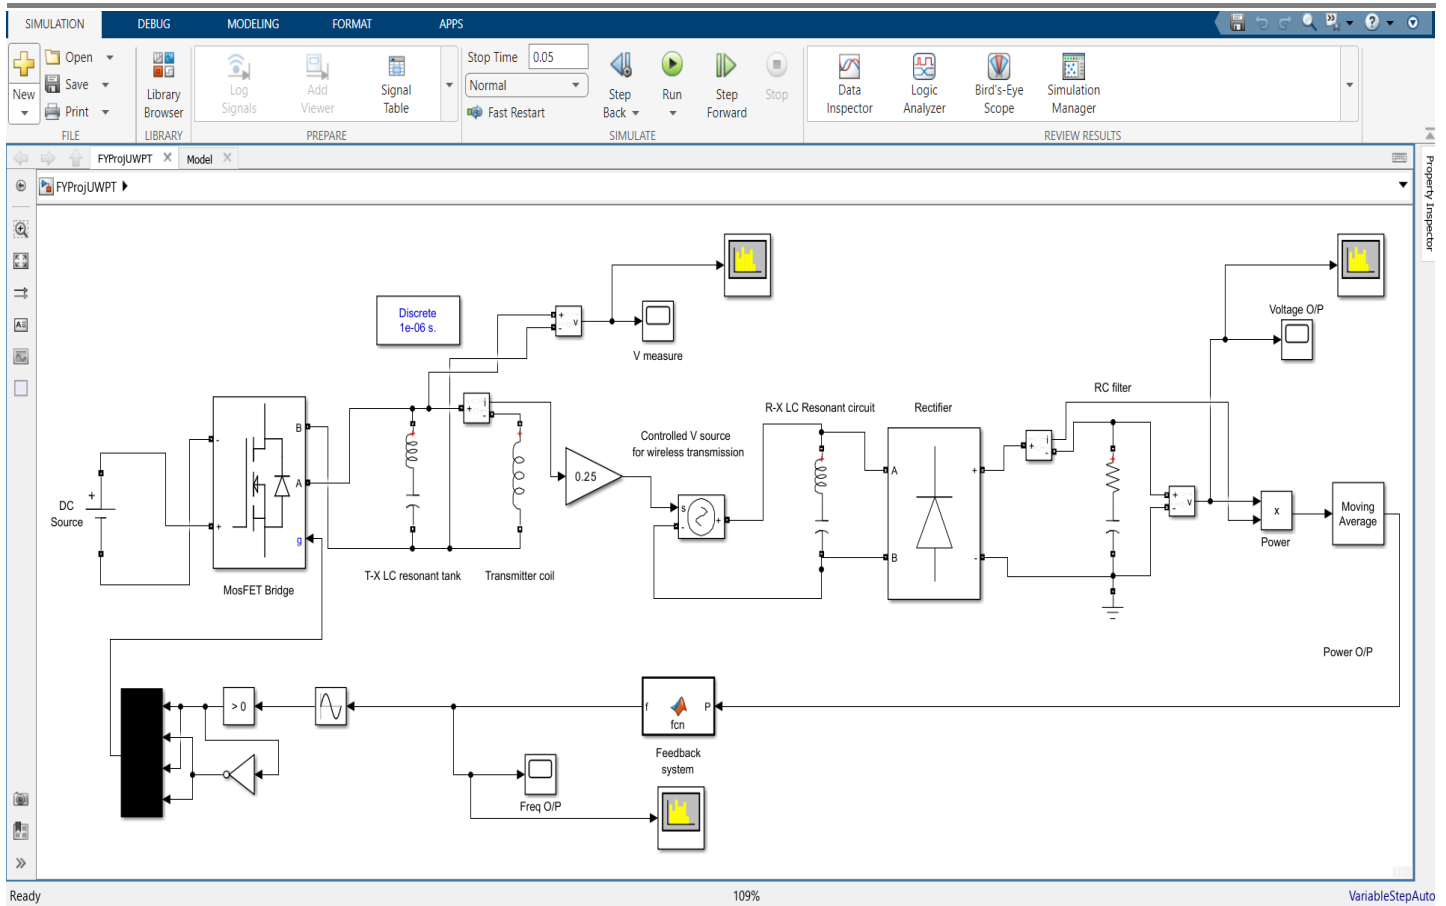 SIMULATION
DEBUG
MODELING
FORMAT
APPS
New
Open
Save
Print
FILE
Library
Browser
LIBRARY
Log
Signals
Add
Viewer
Signal
Table
PREPARE
Stop Time 0.05
Normal
Fast Restart
Step
Back
Run
Step
Forward
Stop
SIMULATE
Data
Inspector
Logic
Analyzer
Bird's-Eye
Scope
Simulation
Manager
REVIEW RESULTS
FYProjUWPT
Model
FYProjUWPT
Property Inspector
Discrete
1e-06 s.
+
-
v
V measure
Voltage O/P
DC
Source
+
-
+
B
A
g
MosFET Bridge
+
i
-
T-X LC resonant tank
Transmitter coil
0.25
Controlled V source
for wireless transmission
s
-
+
R-X LC Resonant circuit
Rectifier
A
B
+
-
RC filter
+
i
-
+
-
v
x
Power
Moving
Average
Power O/P
> 0
f
P
fcn
Feedback
system
Freq O/P
Ready
109%
VariableStepAuto